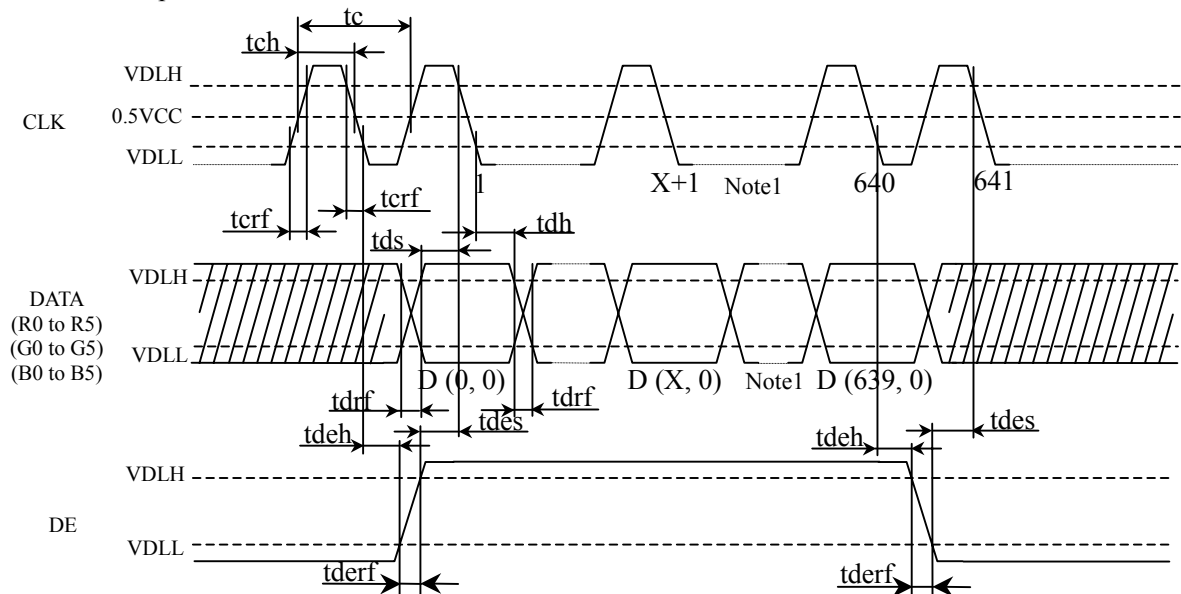 tc
tch
VDLH
CLK
0.5VCC
VDLL
1
X+1
Note1
640
641
tcrf
tcrf
tdh
tds
VDLH
DATA
(R0 to R5)
(G0 to G5)
(B0 to B5)
VDLL
D (0, 0)
D (X, 0)
Note1
D (639, 0)
tdrf
tdrf
tdeh
tdes
tdeh
tdes
VDLH
DE
VDLL
tderf
tderf